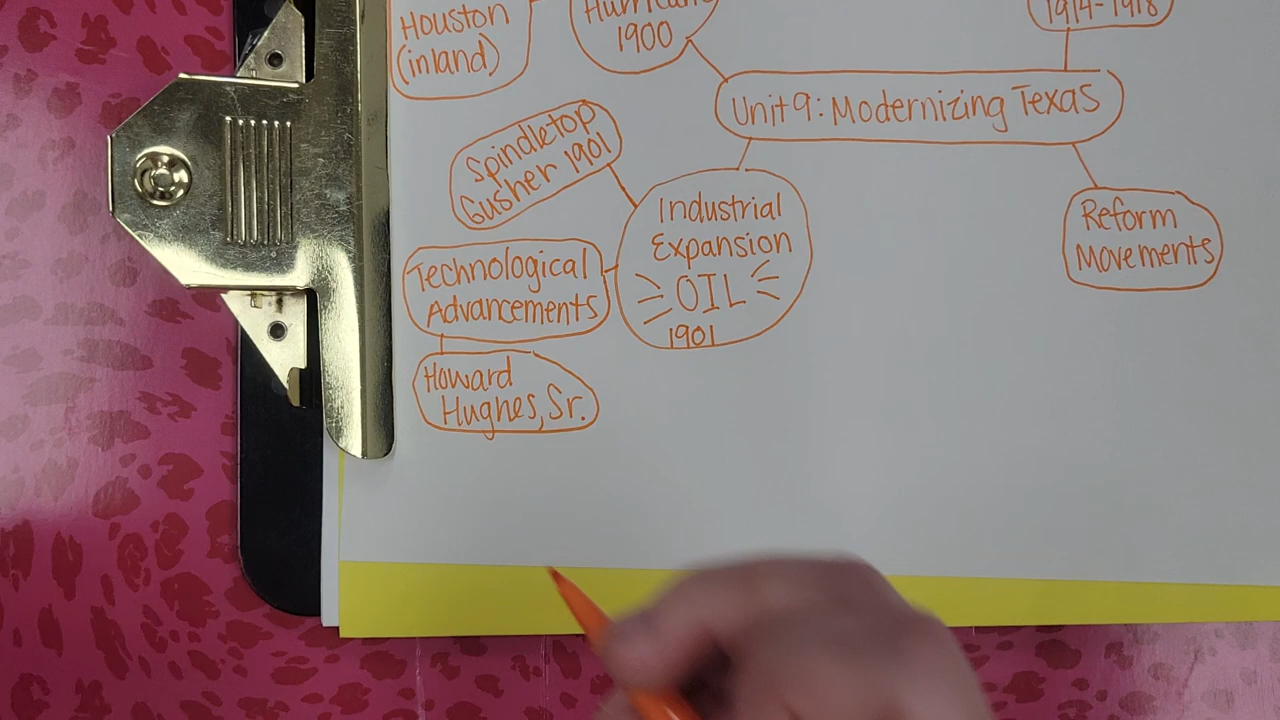 Houston
(inland)
Hurricane
1900
1914-1918
Unit 9: Modernizing Texas
Spindletop
Gusher 1901
Industrial
Expansion
OIL
1901
Technological
Advancements
Howard
Hughes, Sr.
Reform
Movements